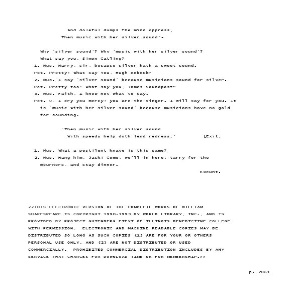 And doleful dumps the mind oppress,
Then music with her silver sound'-
Why 'silver sound'? Why 'music with her silver sound'?
What say you, Simon Catling?
1. Mus. Marry, sir, because silver hath a sweet sound.
Pet. Pretty! What say you, Hugh Rebeck?
2. Mus. I say 'silver sound' because musicians sound for silver.
Pet. Pretty too! What say you, James Soundpost?
3. Mus. Faith, I know not what to say.
Pet. O, I cry you mercy! you are the singer. I will say for you. It
is 'music with her silver sound' because musicians have no gold
for sounding.
'Then music with her silver sound
With speedy help doth lend redress.' [Exit.
1. Mus. What a pestilent knave is this same?
2. Mus. Hang him, Jack! Come, we'll in here, tarry for the
mourners, and stay dinner.
Exeunt.
<<THIS ELECTRONIC VERSION OF THE COMPLETE WORKS OF WILLIAM
SHAKESPEARE IS COPYRIGHT 1990-1993 BY WORLD LIBRARY, INC., AND IS
PROVIDED BY PROJECT GUTENBERG ETEXT OF ILLINOIS BENEDICTINE COLLEGE
WITH PERMISSION. ELECTRONIC AND MACHINE READABLE COPIES MAY BE
DISTRIBUTED SO LONG AS SUCH COPIES (1) ARE FOR YOUR OR OTHERS
PERSONAL USE ONLY, AND (2) ARE NOT DISTRIBUTED OR USED
COMMERCIALLY. PROHIBITED COMMERCIAL DISTRIBUTION INCLUDES BY ANY
SERVICE THAT CHARGES FOR DOWNLOAD TIME OR FOR MEMBERSHIP.>>